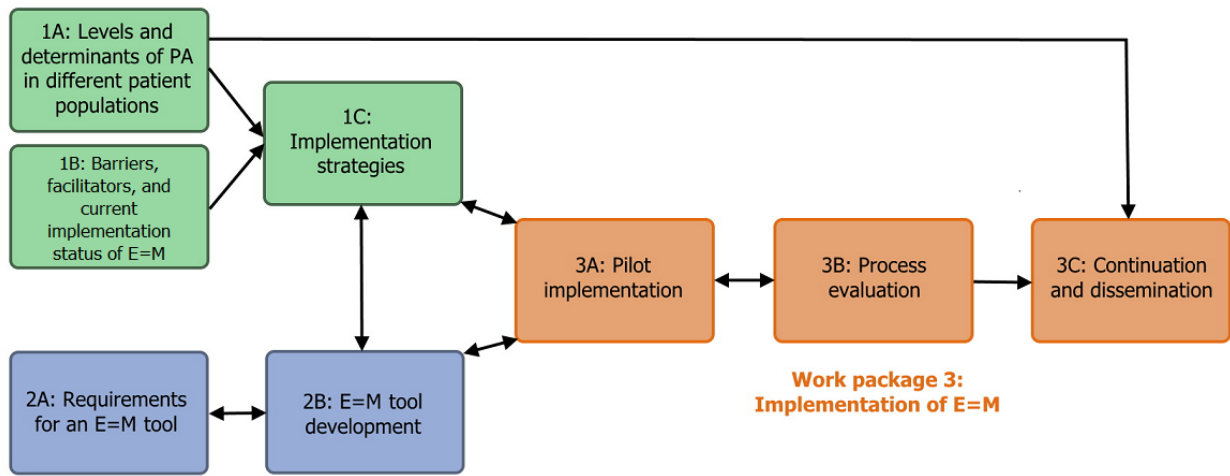 1A: Levels and
determinants of PA
in different patient
populations
1B: Barriers,
facilitators, and
current
implementation
status of E=M
1C:
Implementation
strategies
2A: Requirements
for an E=M tool
2B: E=M tool
development
3A: Pilot
implementation
3B: Process
evaluation
3C: Continuation
and dissemination
Work package 3:
Implementation of E=M